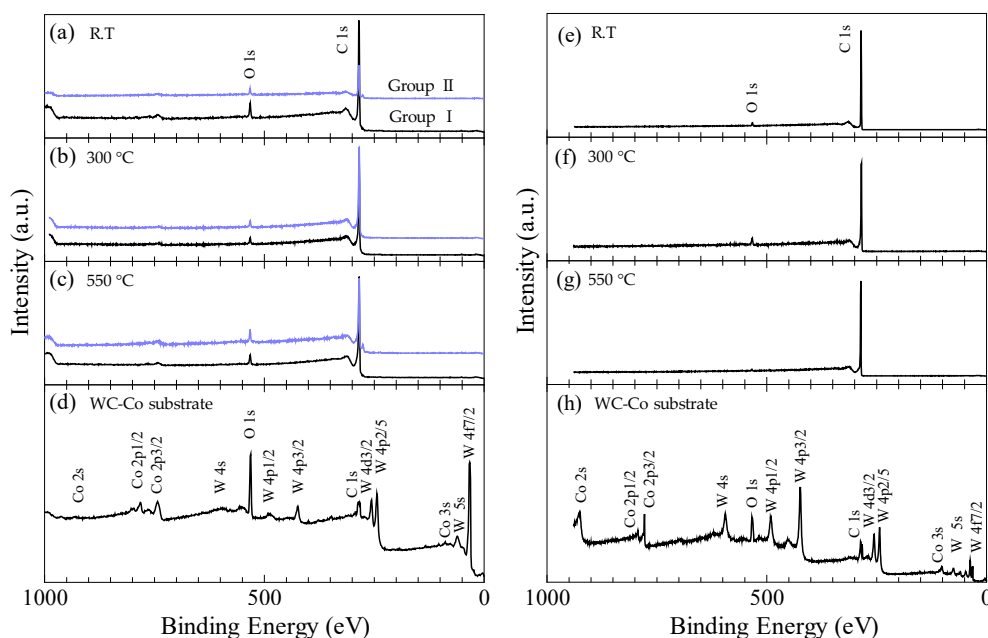 (a) R.T
O 1s
C 1s
Group II
Group I
(b) 300 °C
(c) 550 °C
(d) WC-Co substrate
Co 2s
Co 2p1/2
Co 2p3/2
W 4s
O 1s
W 4p1/2
W 4p3/2
C 1s
W 4d3/2
W 4p2/5
Co 3s
W 5s
W 4f7/2
Intensity (a.u.)
1000
500
0
Binding Energy (eV)
(e) R.T
O 1s
C 1s
(f) 300 °C
(g) 550 °C
(h)
WC-Co substrate
Co 2s
Co 2p1/2
Co 2p3/2
W 4s
O 1s
W 4p1/2
W 4p3/2
C 1s
W 4d3/2
W 4p2/5
Co 3s
W 5s
W 4f7/2
Intensity (a.u.)
1000
500
0
Binding Energy (eV)